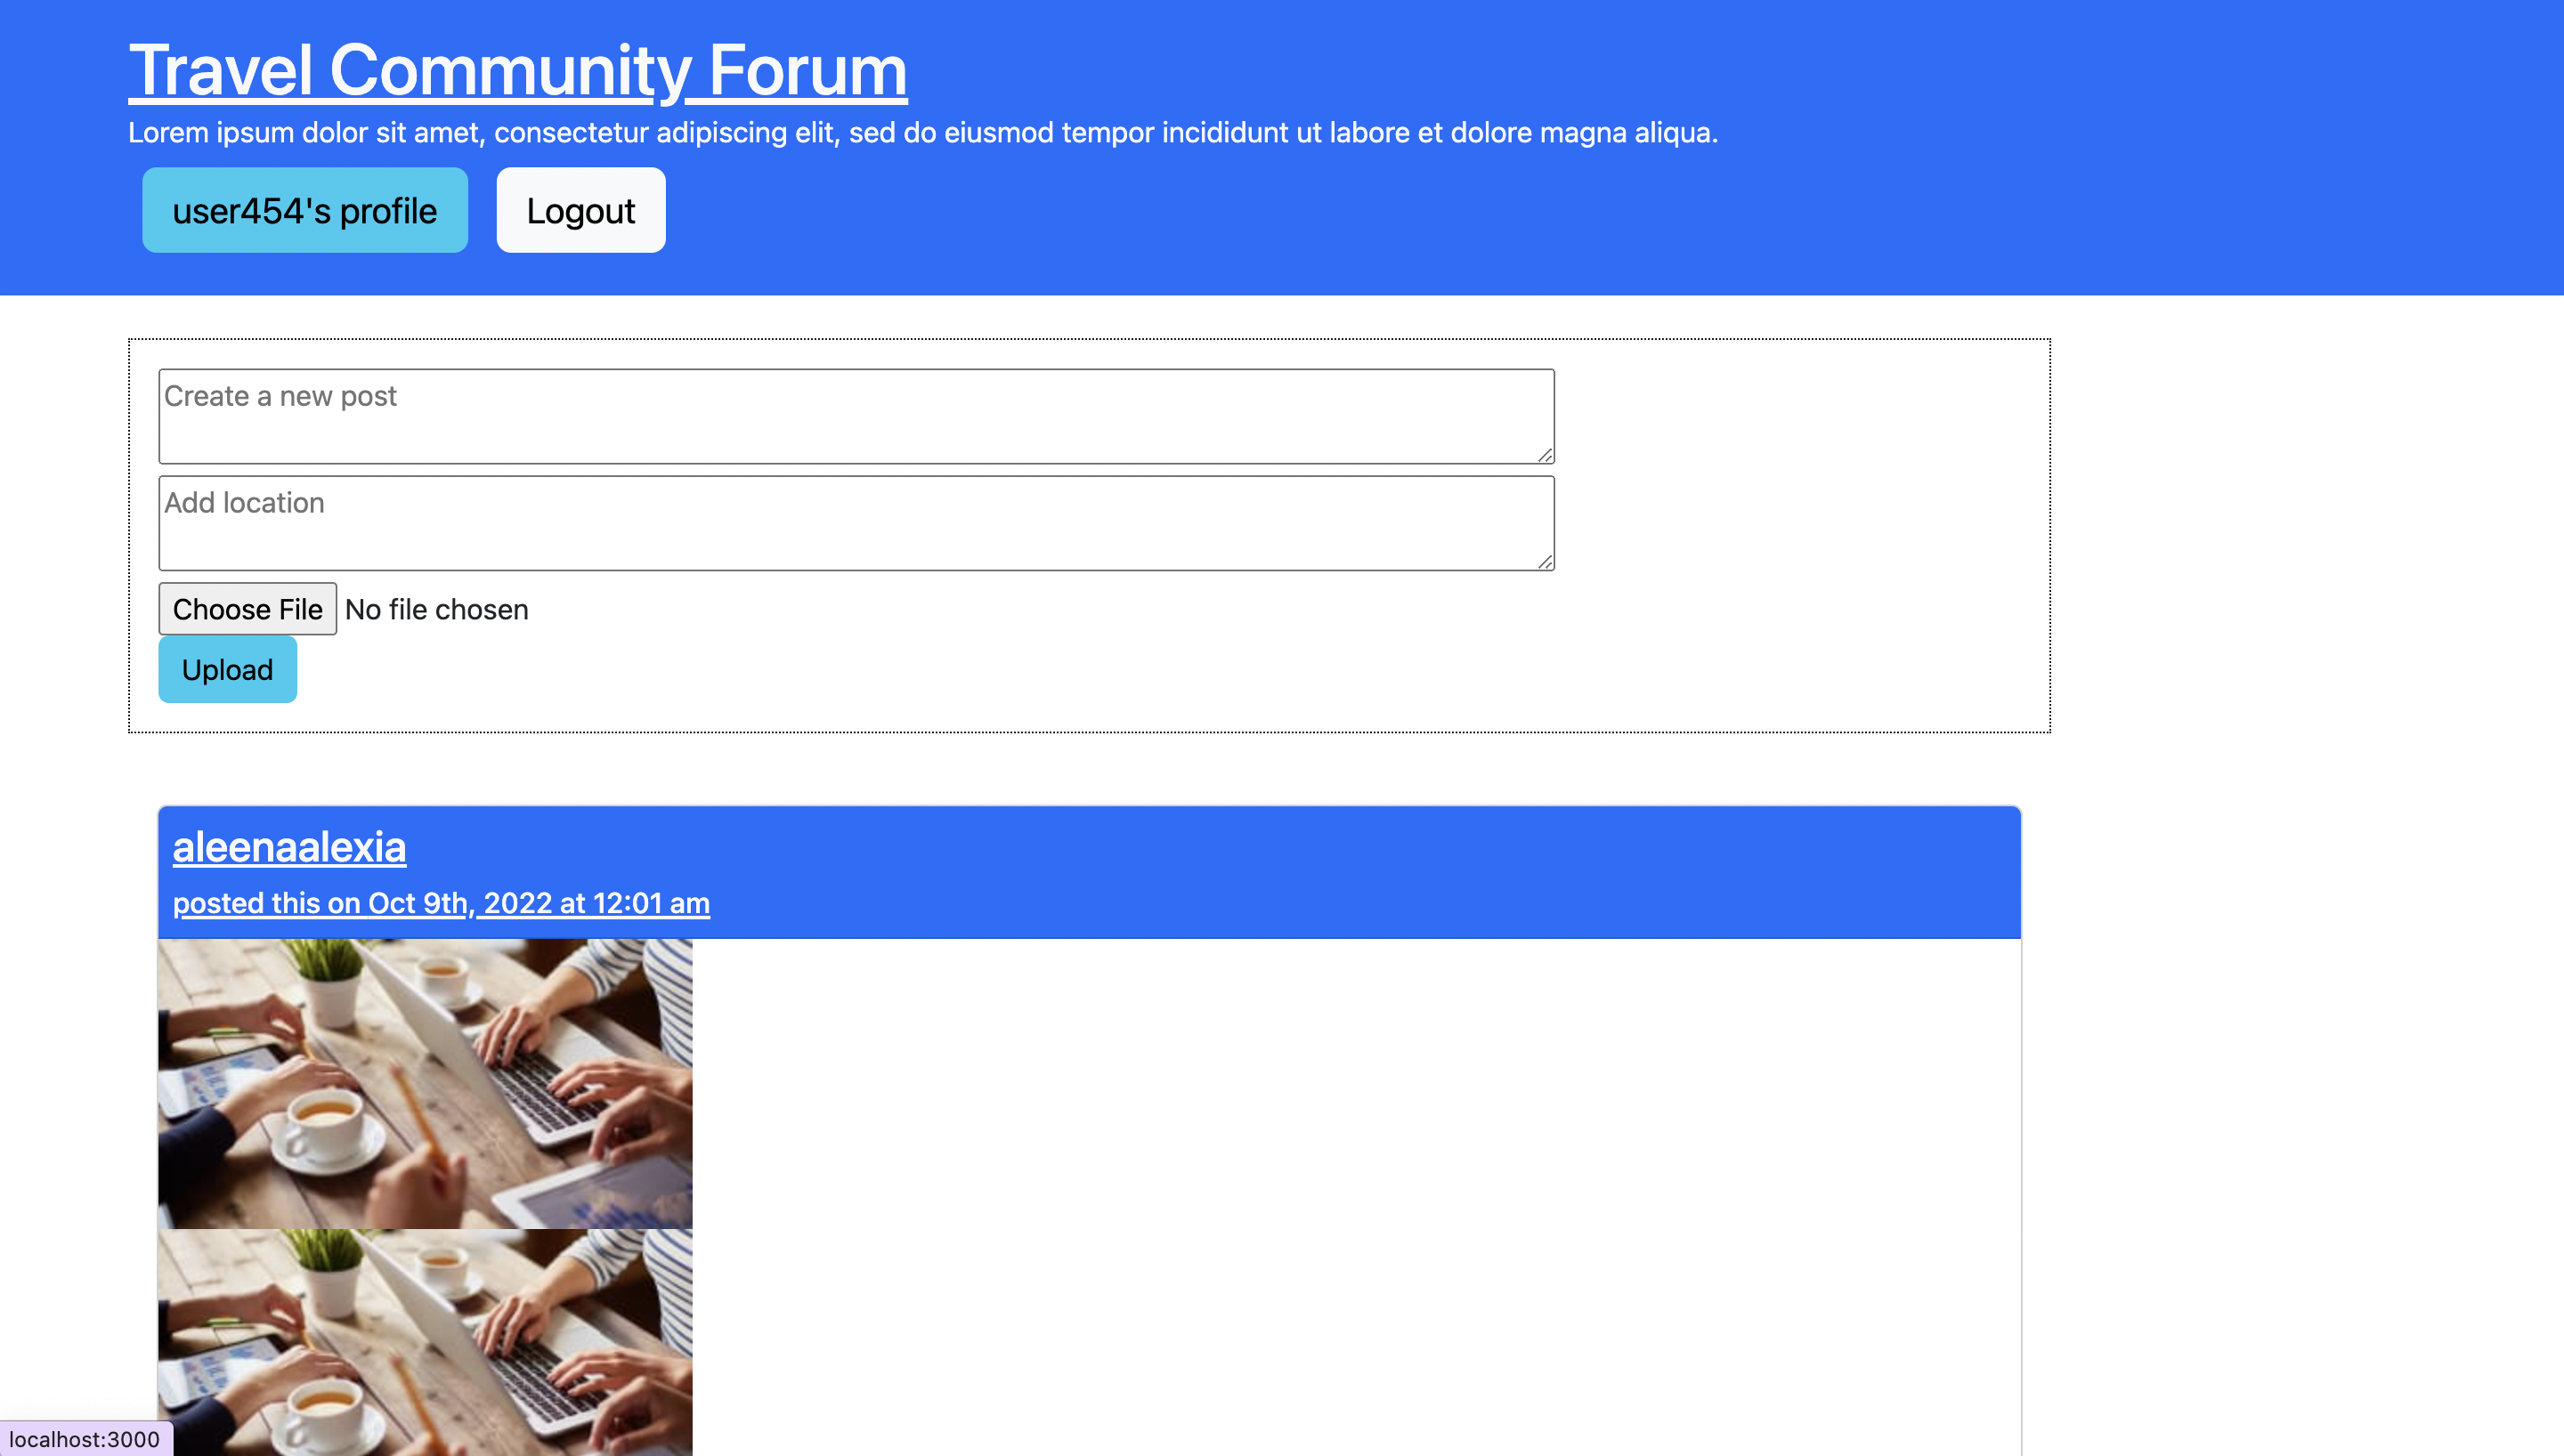 Travel Community Forum
Lorem ipsum dolor sit amet, consectetur adipiscing elit, sed do eiusmod tempor incididunt ut labore et dolore magna aliqua.
user454's profile Logout
Create a new post
Add location
Choose File No file chosen
Upload
aleenaalexia
posted this on Oct 9th, 2022 at 12:01 am
localhost:3000